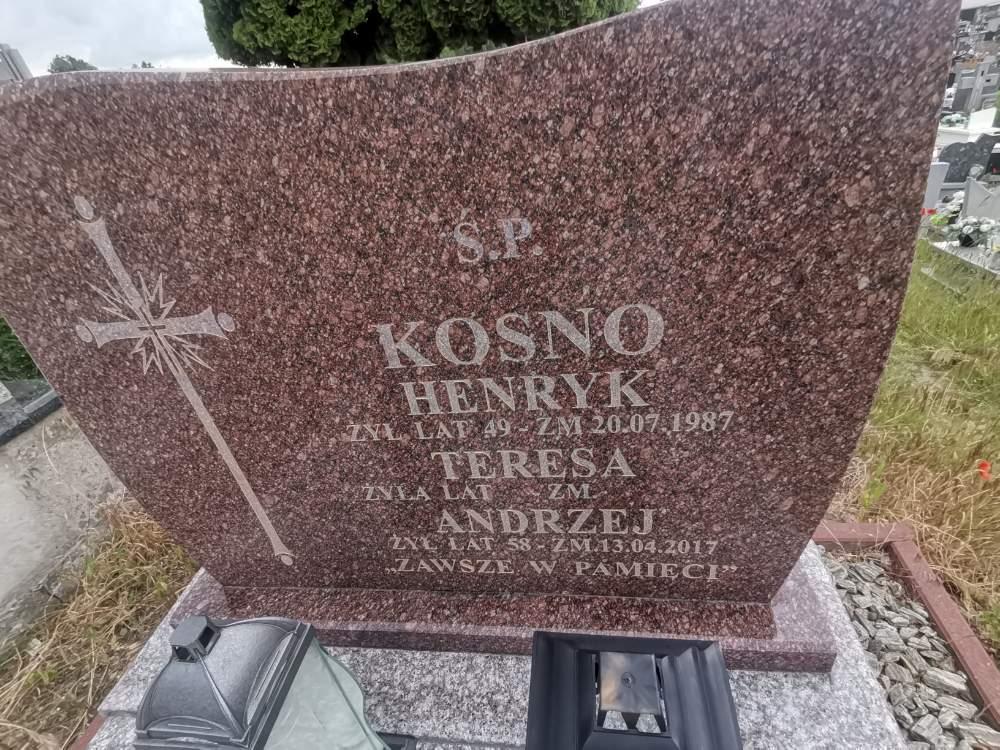 Ś.P.
KOSNO
HENRYK
ŻYŁ LAT 49 - ZM 20.07.1987
TERESA
ŻYŁA LAT ZM
ANDRZEJ
ŻYŁ LAT 58 - ZM.13.04.2017
„ZAWSZE W PAMIĘCI”